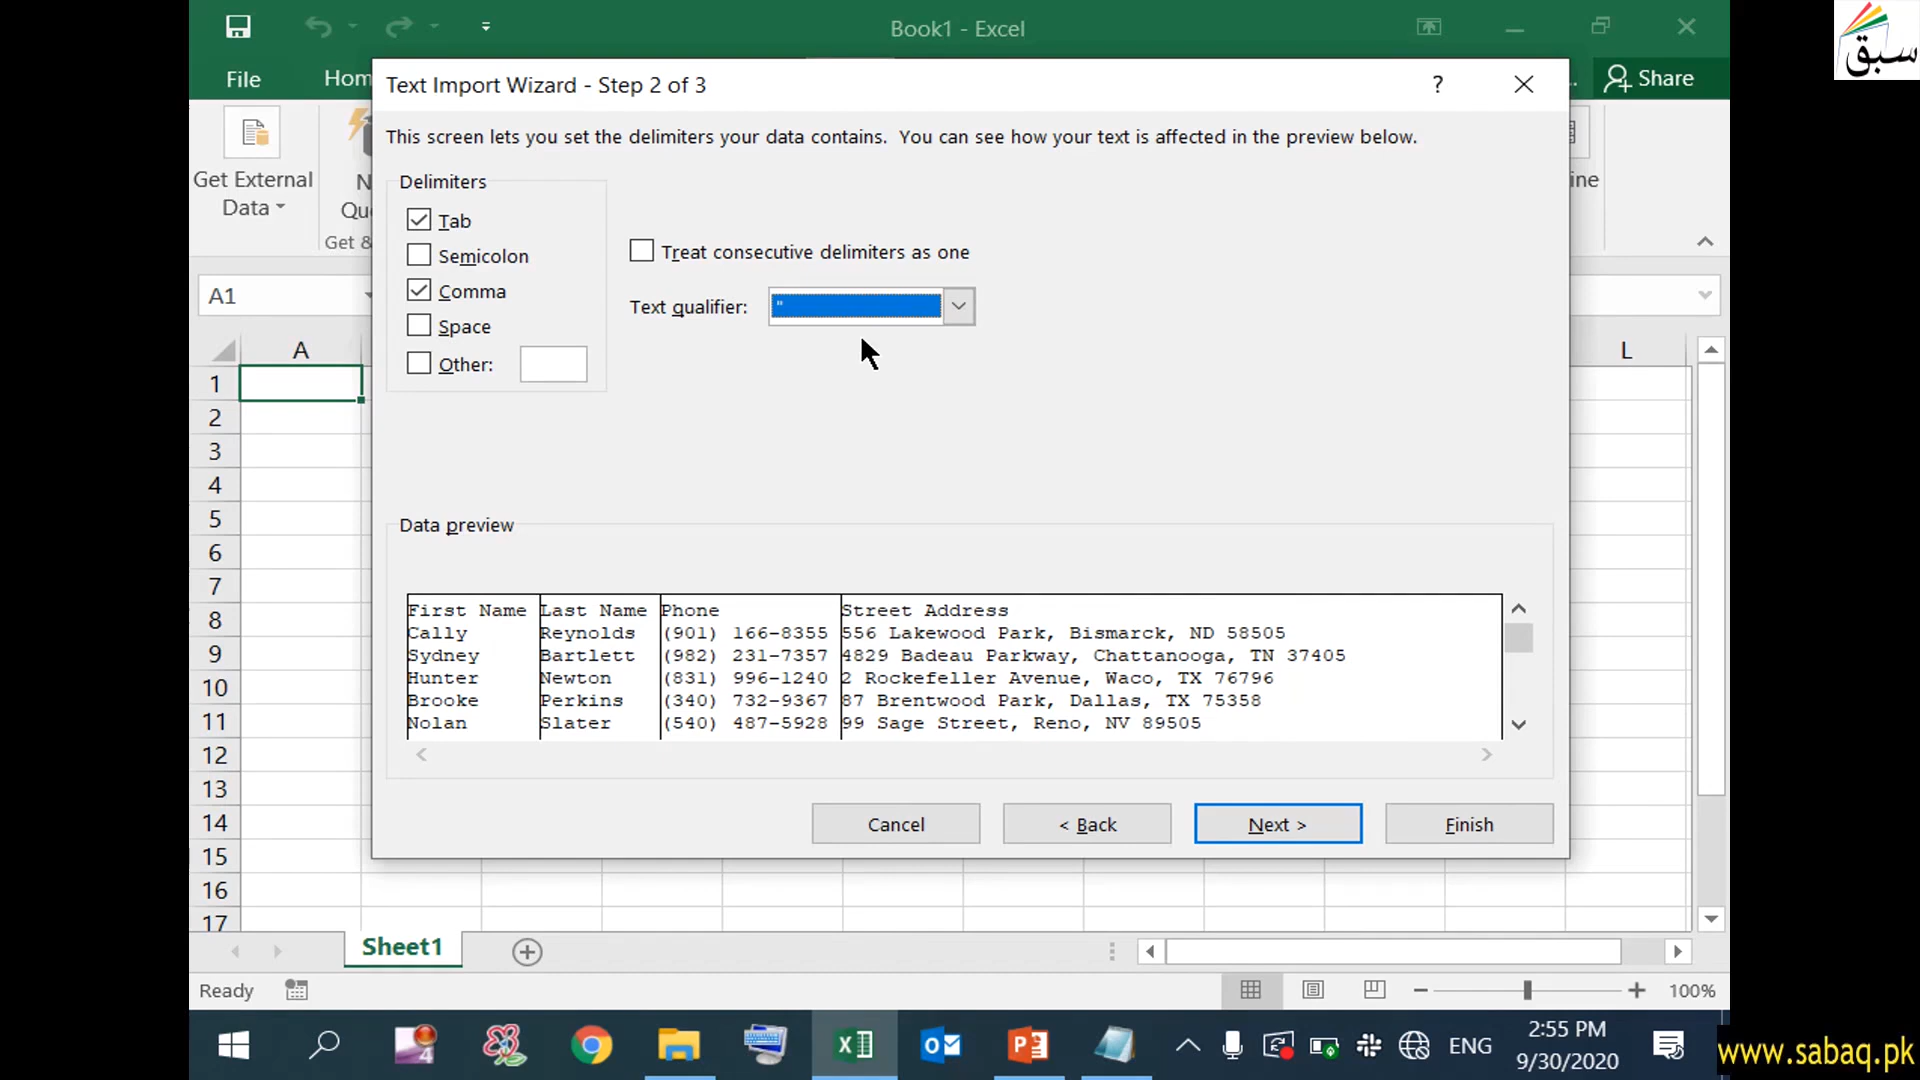 Book1 - Excel
سبق
File
Hom
Share
Text Import Wizard - Step 2 of 3
?
This screen lets you set the delimiters your data contains. You can see how your text is affected in the preview below.
Get External
Data
N
Qu
Get &
ine
Delimiters
Tab
Semicolon
Comma
Space
Other:
Treat consecutive delimiters as one
Text qualifier: "
A1
A
L
1
2
3
4
5
6
7
8
9
10
11
12
13
14
15
16
17
Data preview
First Name Last Name Phone Street Address
Cally Reynolds (901) 166-8355 556 Lakewood Park, Bismarck, ND 58505
Sydney Bartlett (982) 231-7357 4829 Badeau Parkway, Chattanooga, TN 37405
Hunter Newton (831) 996-1240 2 Rockefeller Avenue, Waco, TX 76796
Brooke Perkins (340) 732-9367 87 Brentwood Park, Dallas, TX 75358
Nolan Slater (540) 487-5928 99 Sage Street, Reno, NV 89505
Cancel
< Back
Next >
Finish
Sheet1
Ready
100%
4
ENG
2:55 PM
9/30/2020
www.sabaq.pk